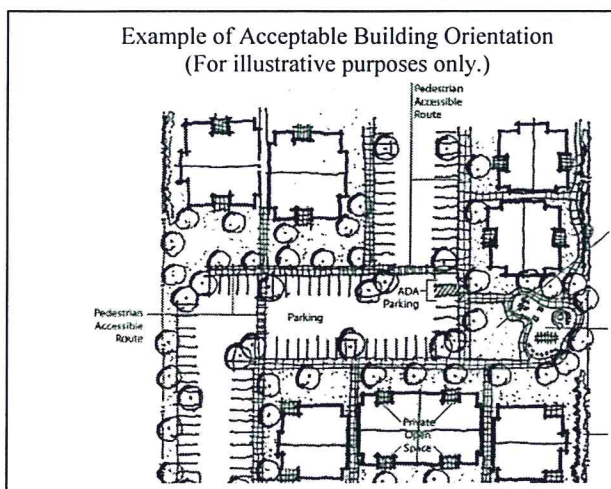 Example of Acceptable Building Orientation
(For illustrative purposes only.)
Pedestrian
Accessible
Route
ADA
Parking
Pedestrian
Accessible
Route
Parking
Private
Open
Space